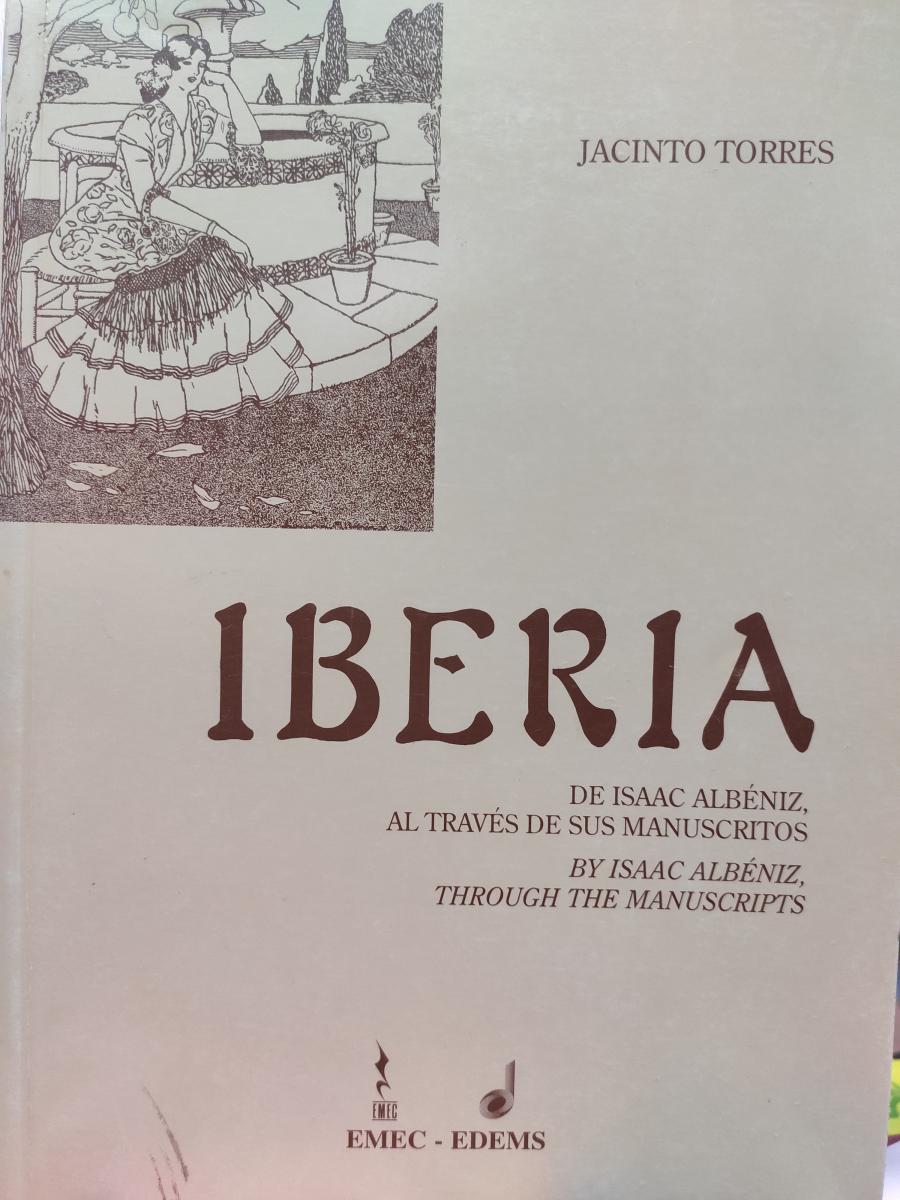 JACINTO TORRES
IBERIA
DE ISAAC ALBÉNIZ,
AL TRAVÉS DE SUS MANUSCRITOS
BY ISAAC ALBÉNIZ,
THROUGH THE MANUSCRIPTS
EMEC
EMEC - EDEMS